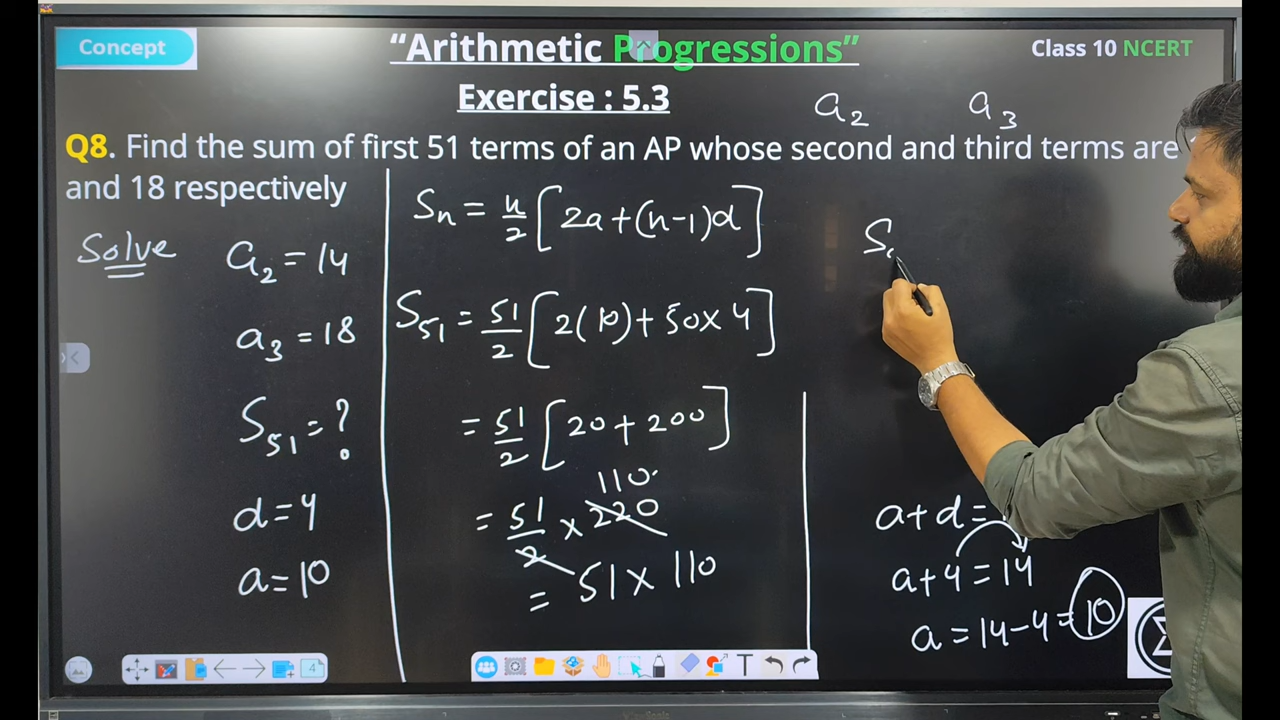 Concept
“Arithmetic Progressions”
Class 10 NCERT
Exercise : 5.3
a₂ a₃
Q8. Find the sum of first 51 terms of an AP whose second and third terms are
and 18 respectively
Solve
a₂ = 14
a₃ = 18
S₅₁ = ?
d = 4
a = 10
Sₙ = n/2 [2a + (n-1)d]
S₅₁ = 51/2 [2(10) + 50 × 4]
= 51/2 [20 + 200]
110
= 51/2 × 220
= 51 × 110
S
a + d =
a + 4 = 14
a = 14 - 4 = 10
T